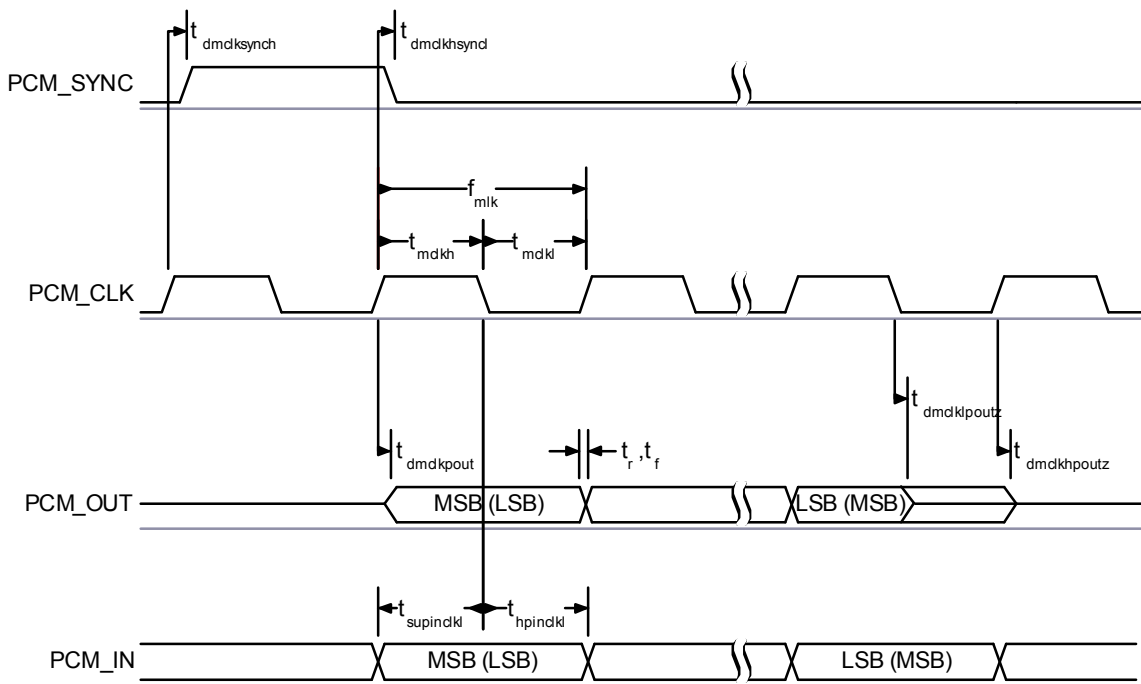 t dmclksynch
t dmclkhsyncl
PCM_SYNC
f mlk
t mclkh
t mclkl
PCM_CLK
t dmclklpoutz
t dmclkpout
t r ,t f
t dmclkhpoutz
PCM_OUT
MSB (LSB)
LSB (MSB)
t supinclkl
t hpinclkl
PCM_IN
MSB (LSB)
LSB (MSB)